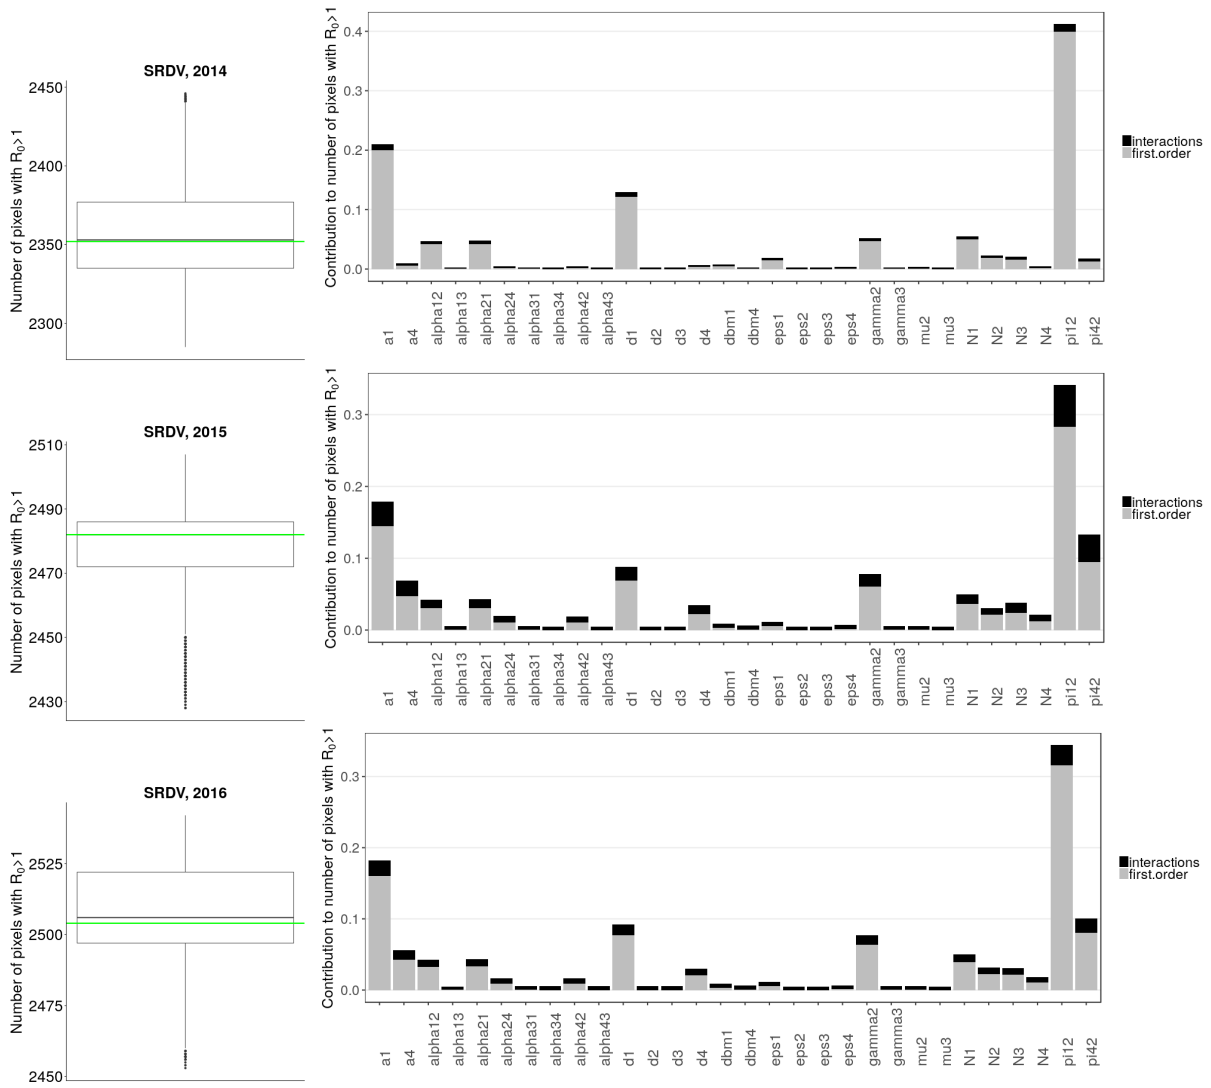 SRDV, 2014
Number of pixels with R0>1
2450
2400
2350
2300
Contribution to number of pixels with R0>1
0.4
0.3
0.2
0.1
0.0
a1 a4 alpha12 alpha13 alpha21 alpha24 alpha31 alpha34 alpha42 alpha43 d1 d2 d3 d4 dbm1 dbm4 eps1 eps2 eps3 eps4 gamma2 gamma3 mu2 mu3 N1 N2 N3 N4 pi12 pi42
interactions
first.order
SRDV, 2015
Number of pixels with R0>1
2510
2490
2470
2450
2430
Contribution to number of pixels with R0>1
0.3
0.2
0.1
0.0
a1 a4 alpha12 alpha13 alpha21 alpha24 alpha31 alpha34 alpha42 alpha43 d1 d2 d3 d4 dbm1 dbm4 eps1 eps2 eps3 eps4 gamma2 gamma3 mu2 mu3 N1 N2 N3 N4 pi12 pi42
interactions
first.order
SRDV, 2016
Number of pixels with R0>1
2525
2500
2475
2450
Contribution to number of pixels with R0>1
0.3
0.2
0.1
0.0
a1 a4 alpha12 alpha13 alpha21 alpha24 alpha31 alpha34 alpha42 alpha43 d1 d2 d3 d4 dbm1 dbm4 eps1 eps2 eps3 eps4 gamma2 gamma3 mu2 mu3 N1 N2 N3 N4 pi12 pi42
interactions
first.order